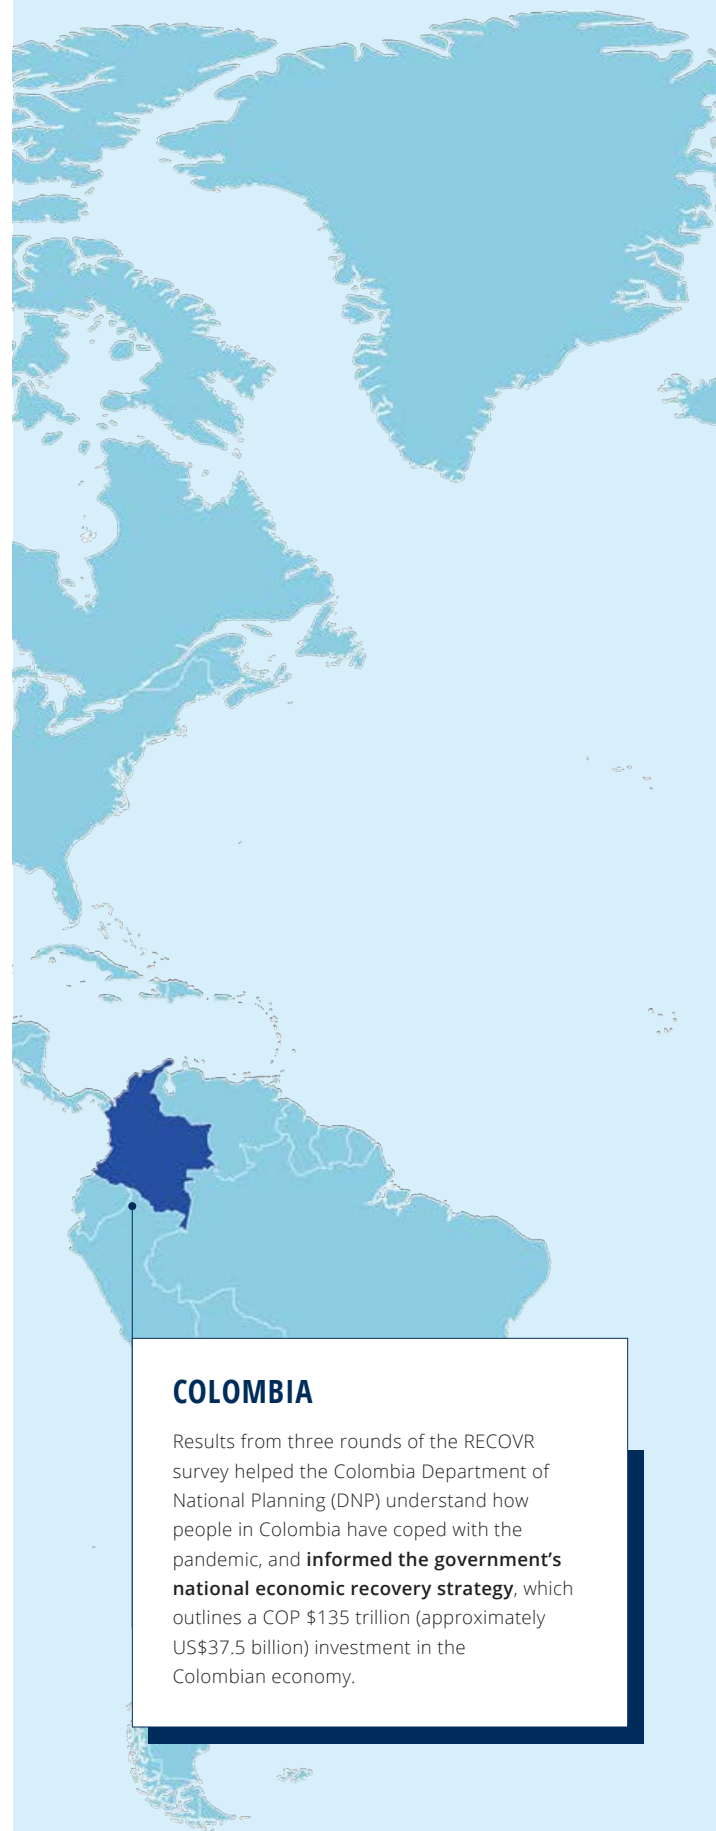 COLOMBIA
Results from three rounds of the RECOVR
survey helped the Colombia Department of
National Planning (DNP) understand how
people in Colombia have coped with the
pandemic, and informed the government’s
national economic recovery strategy, which
outlines a COP $135 trillion (approximately
US$37.5 billion) investment in the
Colombian economy.